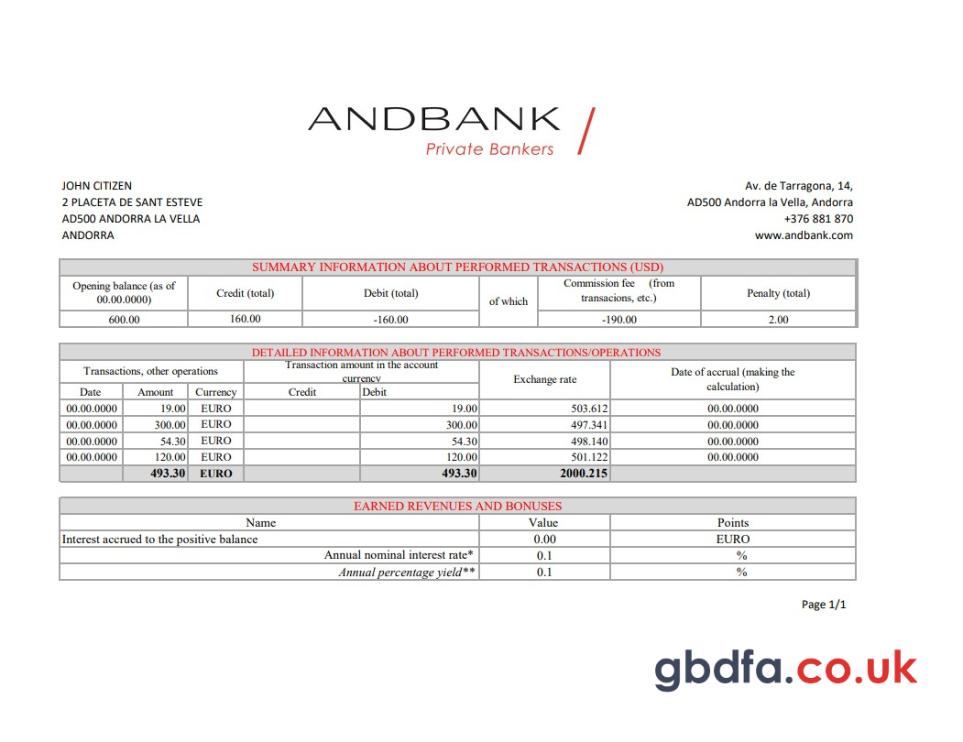 ANDBANK
Private Bankers
JOHN CITIZEN
2 PLACETA DE SANT ESTEVE
AD500 ANDORRA LA VELLA
ANDORRA
Av. de Tarragona, 14,
AD500 Andorra la Vella, Andorra
+376 881 870
www.andbank.com
SUMMARY INFORMATION ABOUT PERFORMED TRANSACTIONS (USD)
Opening balance (as of
00.00.0000)
Credit (total)
Debit (total)
of which
Commission fee (from
transacions, etc.)
Penalty (total)
600.00 160.00 -160.00 -190.00 2.00
DETAILED INFORMATION ABOUT PERFORMED TRANSACTIONS/OPERATIONS
Transactions, other operations
Transaction amount in the account
currency
Exchange rate
Date of accrual (making the
calculation)
Date Amount Currency Credit Debit
00.00.0000 19.00 EURO 19.00 503.612 00.00.0000
00.00.0000 300.00 EURO 300.00 497.341 00.00.0000
00.00.0000 54.30 EURO 54.30 498.140 00.00.0000
00.00.0000 120.00 EURO 120.00 501.122 00.00.0000
493.30 EURO 493.30 2000.215
EARNED REVENUES AND BONUSES
Name Value Points
Interest accrued to the positive balance 0.00 EURO
Annual nominal interest rate* 0.1 %
Annual percentage yield** 0.1 %
Page 1/1
gbdfa.co.uk